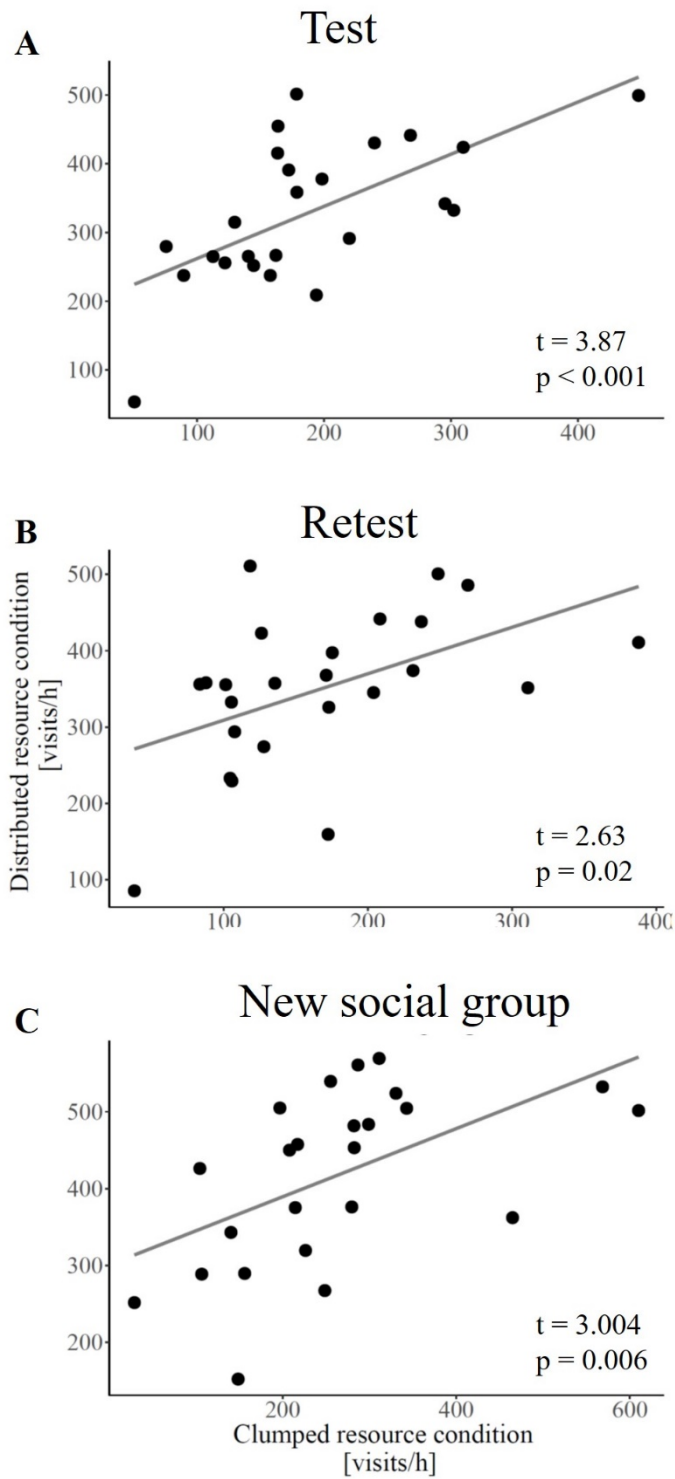 A
Test
500
400
300
200
100
t = 3.87
p < 0.001
100 200 300 400
B
Retest
Distributed resource condition
[visits/h]
500
400
300
200
100
t = 2.63
p = 0.02
100 200 300 400
C
New social group
500
400
300
200
t = 3.004
p = 0.006
200 400 600
Clumped resource condition
[visits/h]